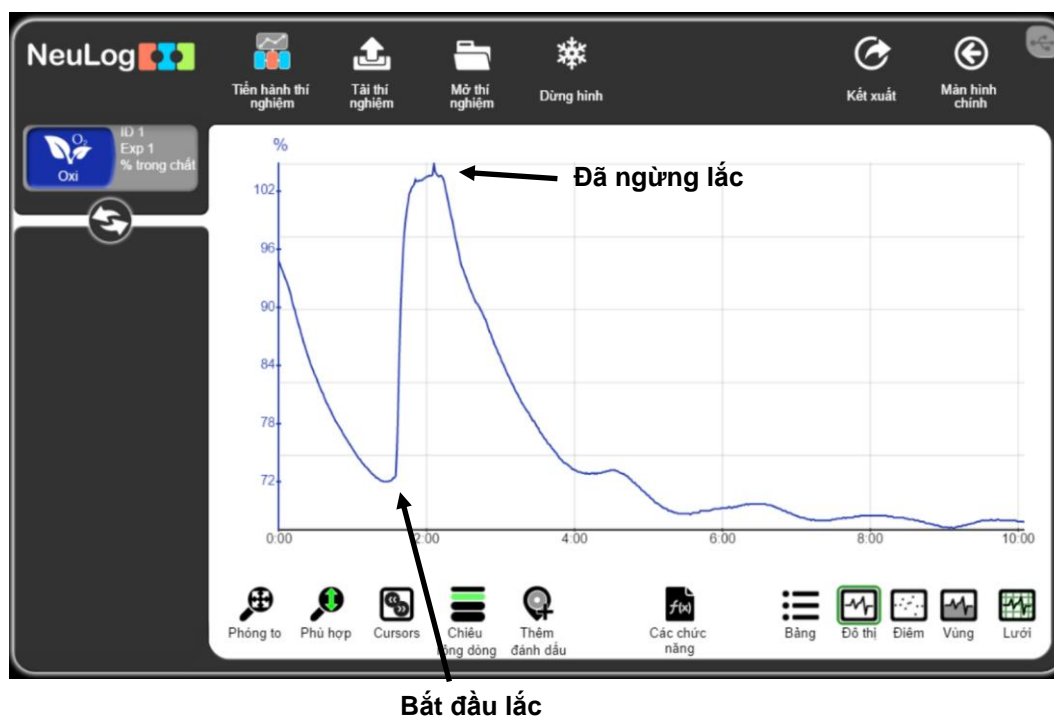 NeuLog
Tiến hành thí
nghiệm
Tải thí
nghiệm
Mở thí
nghiệm
Dừng hình
Kết xuất
Màn hình
chính
O₂
Oxi
ID 1
Exp 1
% trong chất
%
102
96
90
84
78
72
0:00
2:00
4:00
6:00
8:00
10:00
Đã ngừng lắc
Phóng to
Phù hợp
Cursors
Chiều
rộng dòng
Thêm
đánh dấu
f(x)
Các chức
năng
Bảng
Đồ thị
Điểm
Vùng
Lưới
Bắt đầu lắc